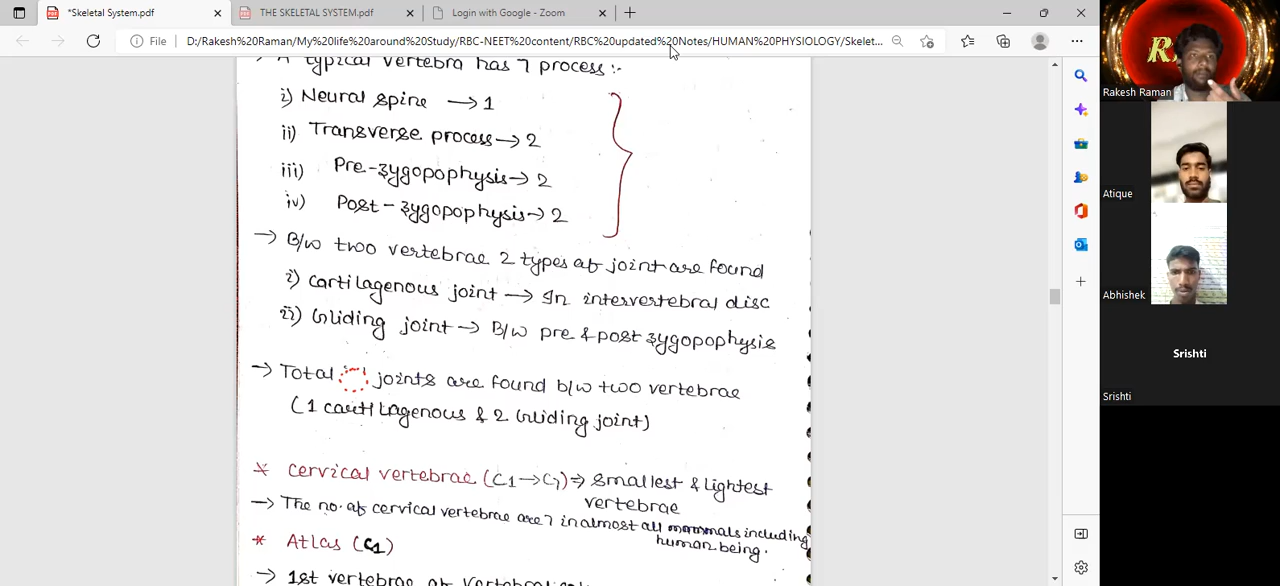 *Skeletal System.pdf
THE SKELETAL SYSTEM.pdf
Login with Google - Zoom
File
D:/Rakesh%20Raman/My%20life%20around%20Study/RBC-NEET%20content/RBC%20updated%20Notes/HUMAN%20PHYSIOLOGY/Skelet...
A typical vertebra has 7 process :-
i) Neural spine → 1
ii) Transverse process → 2
iii) Pre-zygopophysis → 2
iv) Post-zygopophysis → 2
→ B/w two vertebrae 2 types of joint are found
i) Cartilagenous joint → In intervertebral disc
ii) Gliding joint → B/w pre & post zygopophysis
→ Total joints are found b/w two vertebrae
(1 cartilagenous & 2 Gliding joint)
* Cervical vertebrae (C1 → C7) ⇒ Smallest & lightest
vertebrae
→ The no. of cervical vertebrae are 7 in almost all mammals including
human being.
* Atlas (C1)
→ 1st vertebrae of
Rakesh Raman
Atique
Abhishek
Srishti
Srishti